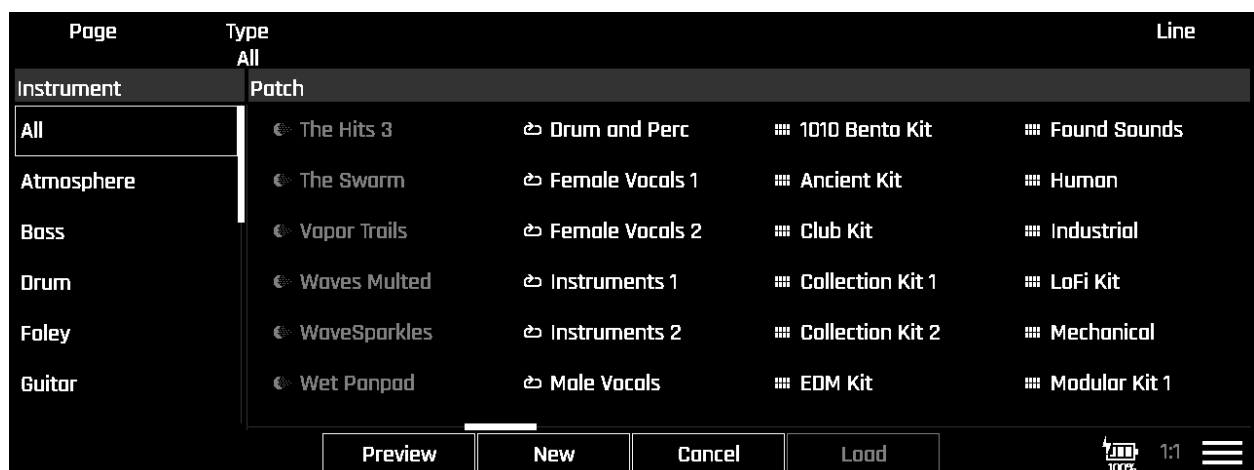 Page Type Line
All
Instrument Patch
All The Hits 3 Drum and Perc 1010 Bento Kit Found Sounds
Atmosphere The Swarm Female Vocals 1 Ancient Kit Human
Bass Vapor Trails Female Vocals 2 Club Kit Industrial
Drum Waves Multed Instruments 1 Collection Kit 1 LoFi Kit
Foley WaveSparkles Instruments 2 Collection Kit 2 Mechanical
Guitar Wet Panpad Male Vocals EDM Kit Modular Kit 1
Preview New Cancel Load 1:1
100%